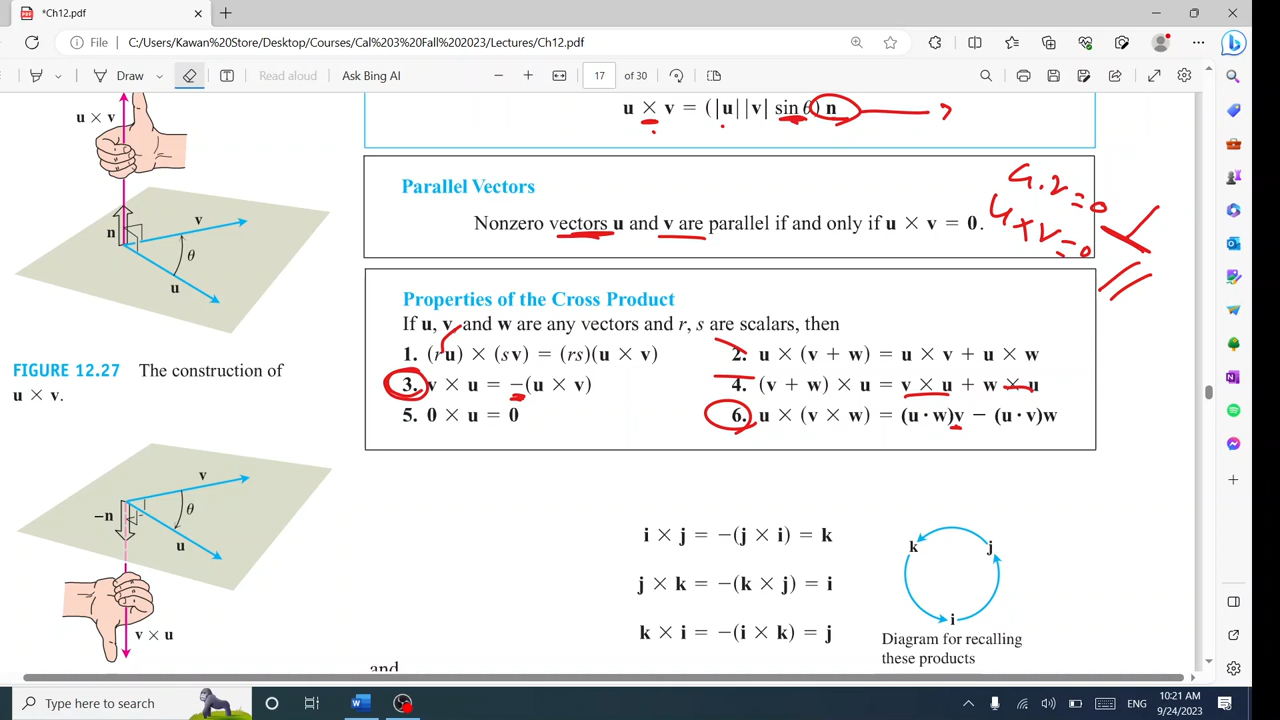 *Ch12.pdf
File C:/Users/Kawan Store/Desktop/Courses/Cal%203%20Fall%202023/Lectures/Ch12.pdf
Draw Read aloud Ask Bing AI 17 of 30
u × v
u × v = (|u||v| sin θ) n
Parallel Vectors
Nonzero vectors u and v are parallel if and only if u × v = 0.
u.v=0
u×v=0
n
v
θ
u
Properties of the Cross Product
If u, v, and w are any vectors and r, s are scalars, then
1. (ru) × (sv) = (rs)(u × v)
2. u × (v + w) = u × v + u × w
3. v × u = −(u × v)
4. (v + w) × u = v × u + w × u
5. 0 × u = 0
6. u × (v × w) = (u · w)v − (u · v)w
FIGURE 12.27 The construction of
u × v.
v
θ
−n
u
v × u
i × j = −(j × i) = k
j × k = −(k × j) = i
k × i = −(i × k) = j
k
j
i
Diagram for recalling
these products
and
Type here to search
ENG
10:21 AM
9/24/2023